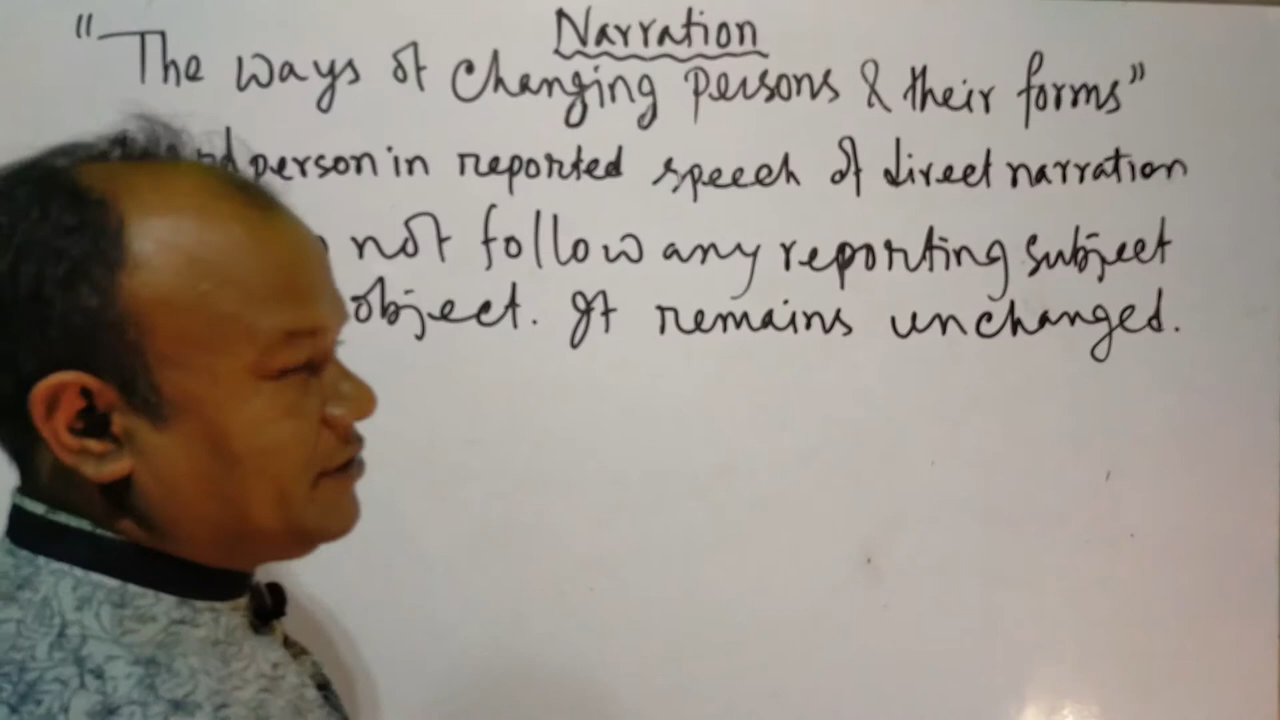 Narration
"The ways of changing persons & their forms"
person in reported speech of direct narration
not follow any reporting subject
object. It remains unchanged.